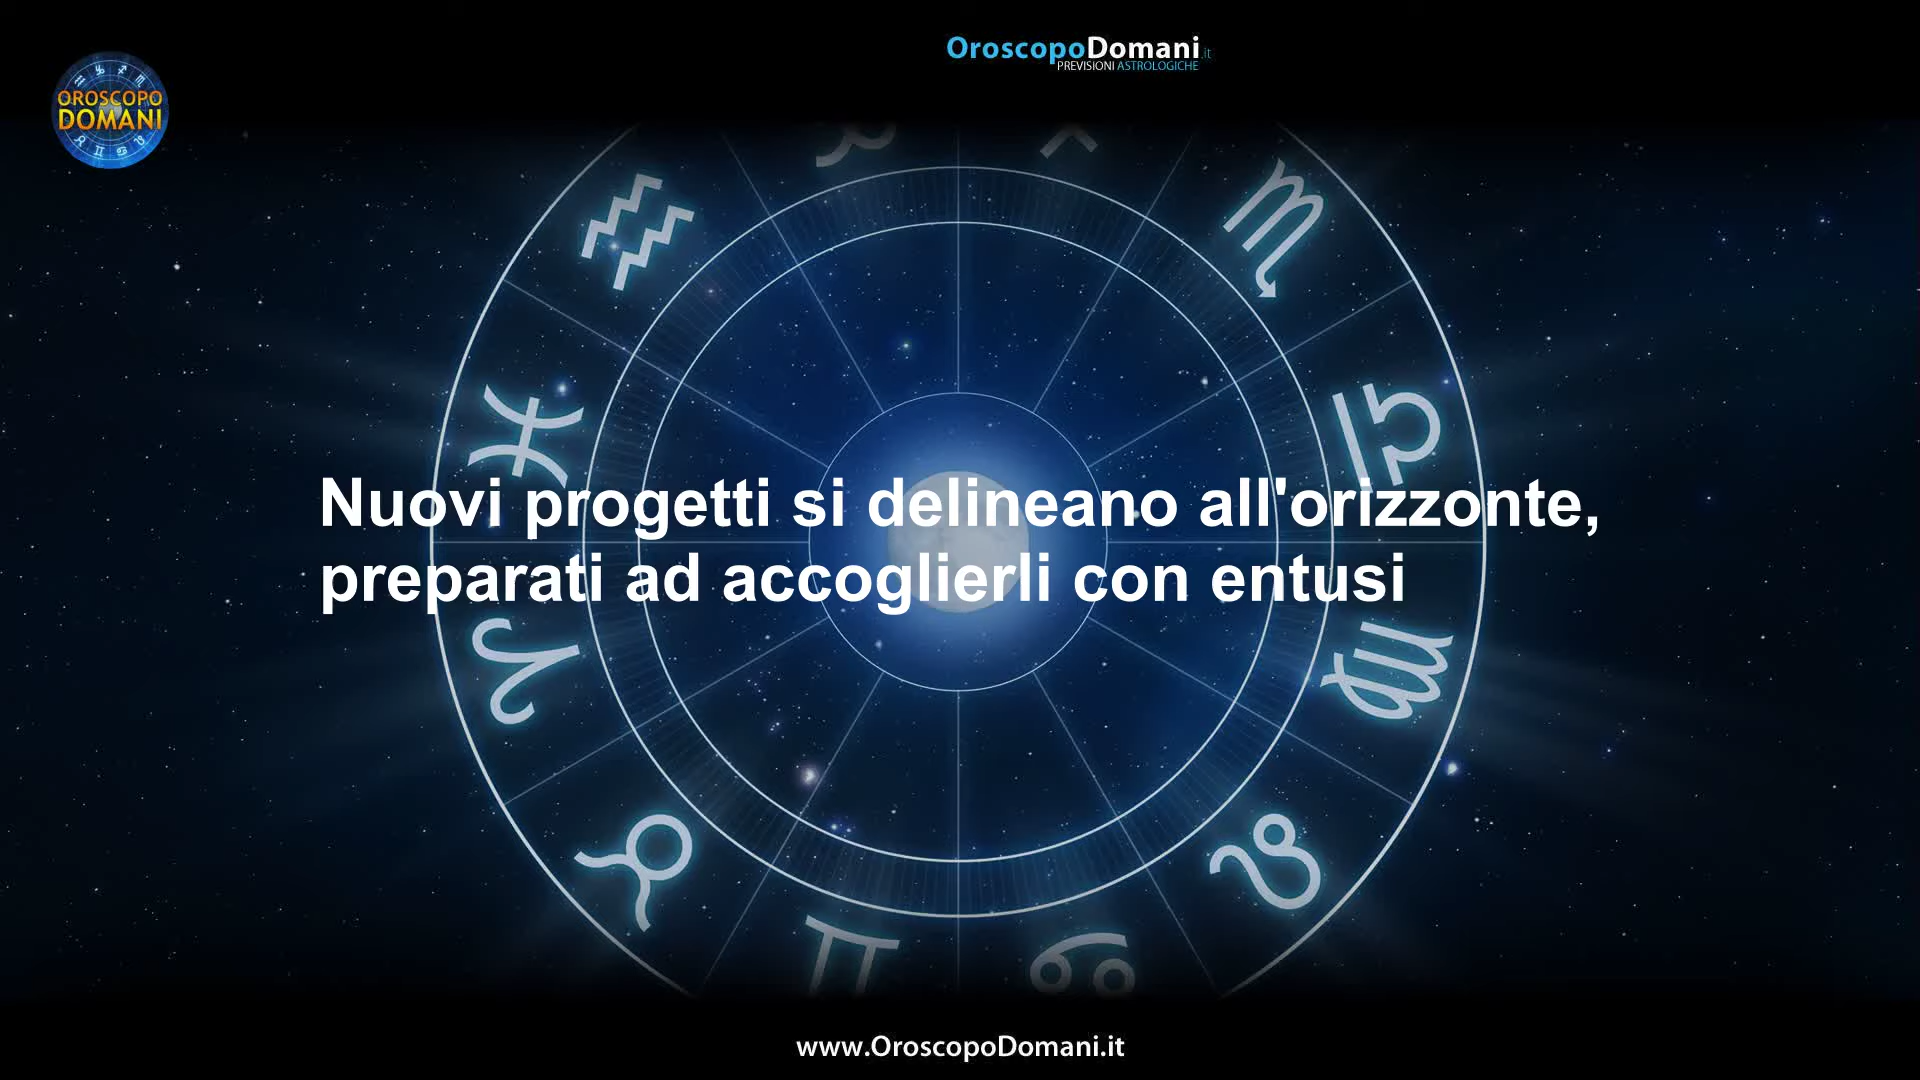 OroscopoDomani.it
PREVISIONI ASTROLOGICHE
OROSCOPO
DOMANI
Nuovi progetti si delineano all'orizzonte,
preparati ad accoglierli con entusi
www.OroscopoDomani.it